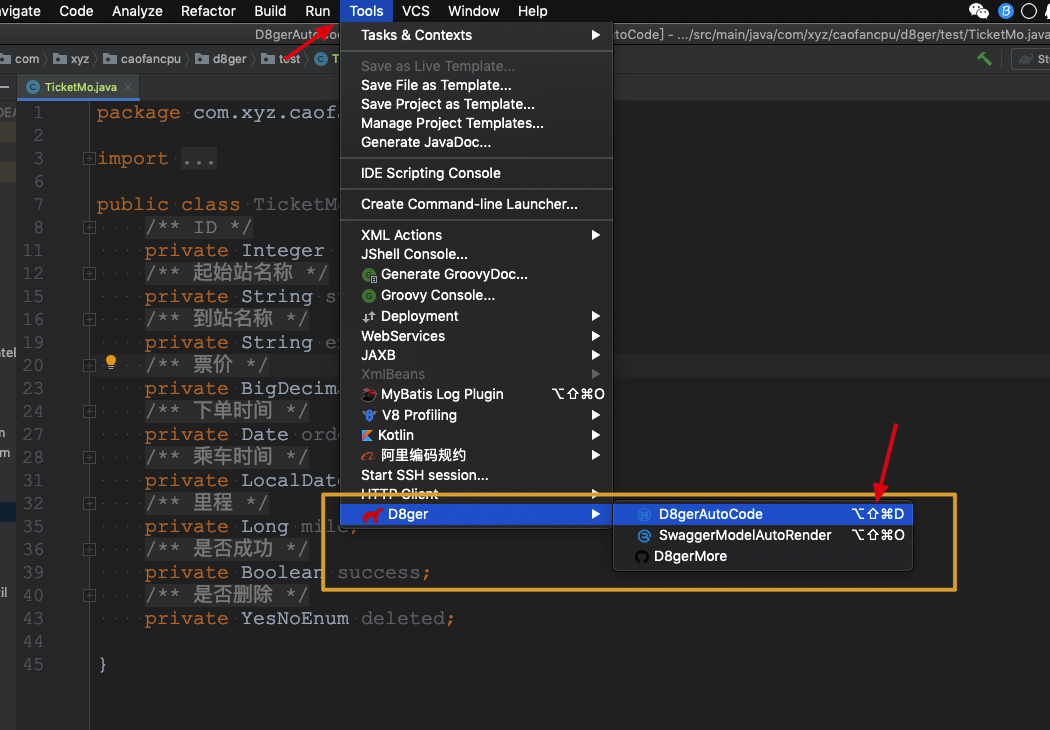 vigate Code Analyze Refactor Build Run Tools VCS Window Help
D8gerAuto
toCode] - .../src/main/java/com/xyz/caofancpu/d8ger/test/TicketMo.java
com xyz caofancpu d8ger test
TicketMo.java
1 package com.xyz.caofa
2
3 import ...
6
7 public class TicketMo
8 /** ID */
11 private Integer
12 /** 起始站名称 */
15 private String s
16 /** 到站名称 */
19 private String e
20 /** 票价 */
23 private BigDecima
24 /** 下单时间 */
27 private Date ord
28 /** 乘车时间 */
31 private LocalDat
32 /** 里程 */
35 private Long mile;
36 /** 是否成功 */
39 private Boolean success;
40 /** 是否删除 */
43 private YesNoEnum deleted;
44
45 }
Tasks & Contexts
Save as Live Template...
Save File as Template...
Save Project as Template...
Manage Project Templates...
Generate JavaDoc...
IDE Scripting Console
Create Command-line Launcher...
XML Actions
JShell Console...
Generate GroovyDoc...
Groovy Console...
Deployment
WebServices
JAXB
XmlBeans
MyBatis Log Plugin ⌥⇧⌘O
V8 Profiling
Kotlin
阿里编码规约
Start SSH session...
HTTP Client
D8ger
D8gerAutoCode ⌥⇧⌘D
SwaggerModelAutoRender ⌥⇧⌘O
D8gerMore